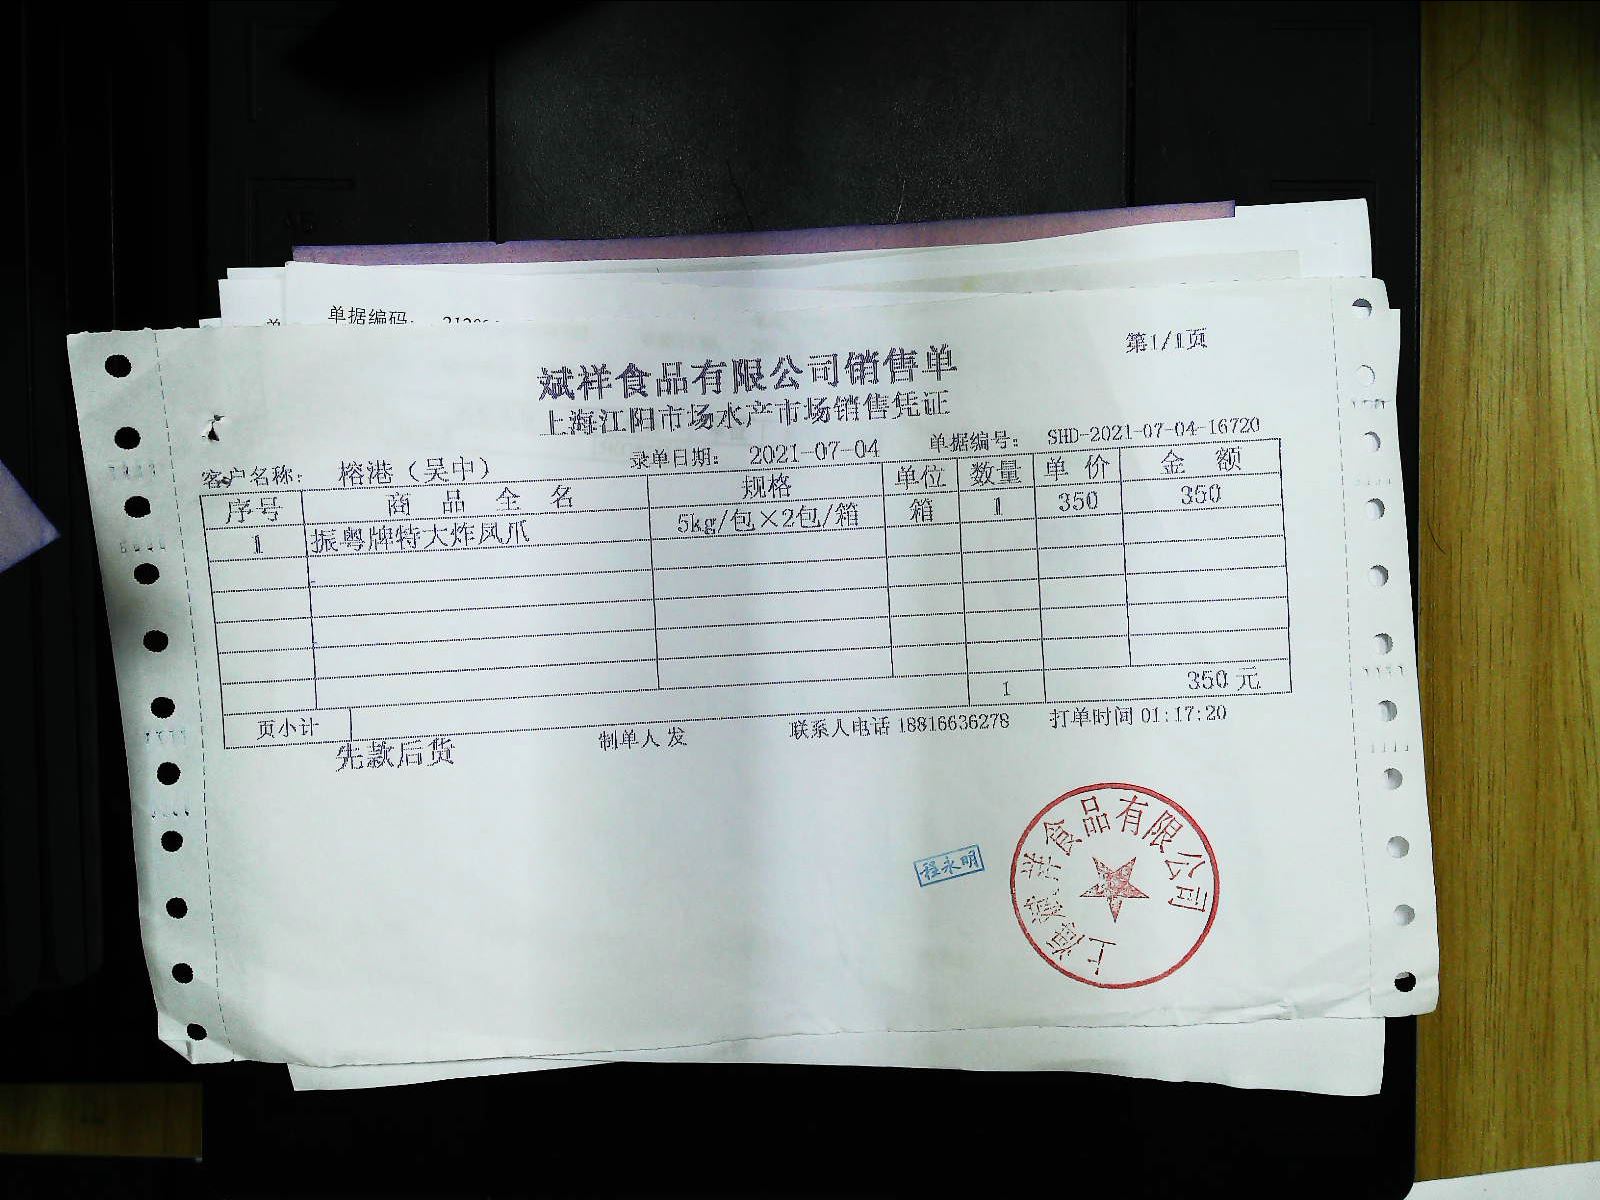 单据编码:
第1/1页
斌祥食品有限公司销售单
上海江阳市场水产市场销售凭证
客户名称: 榕港（吴中） 录单日期: 2021-07-04 单据编号: SHD-2021-07-04-16720
序号 商品全名 规格 单位 数量 单价 金额
1 振粤牌特大炸凤爪 5kg/包×2包/箱 箱 1 350 350
页小计 1 350元
先款后货 制单人 发 联系人电话 18816636278 打单时间 01:17:20
程永明
上海斌祥食品有限公司